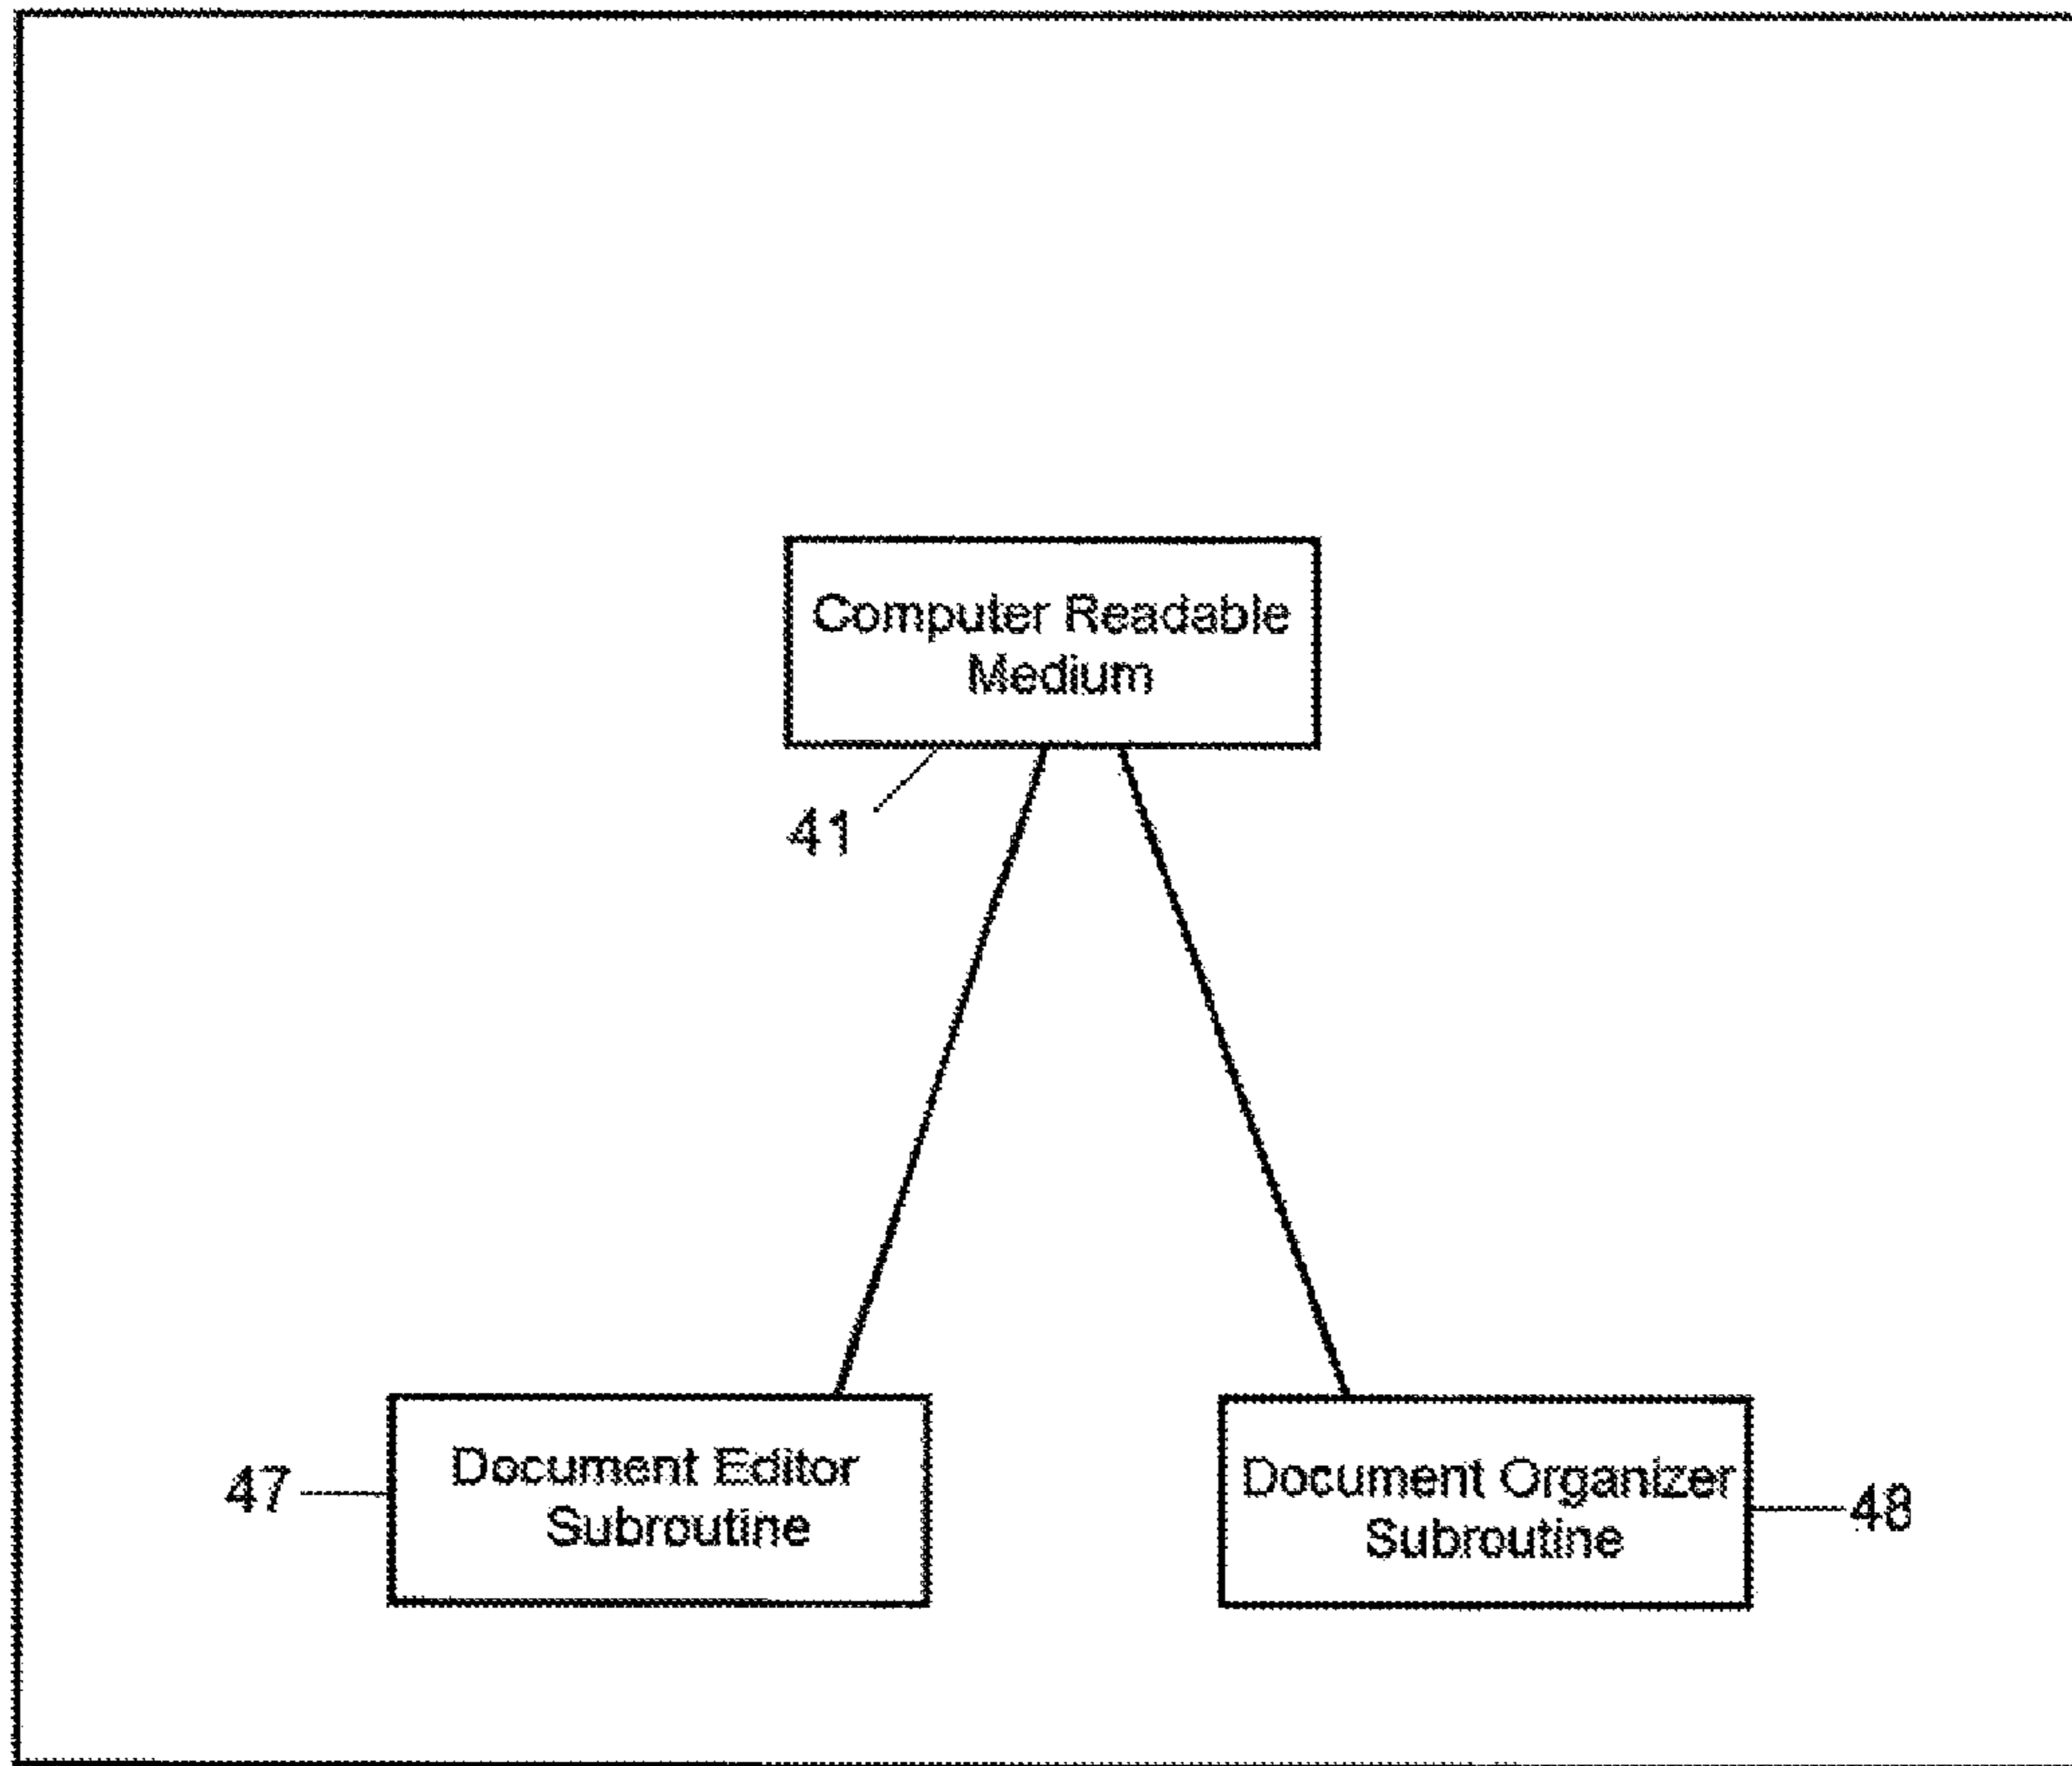 Computer Readable
Medium
41
47
Document Editor
Subroutine
Document Organizer
Subroutine
48